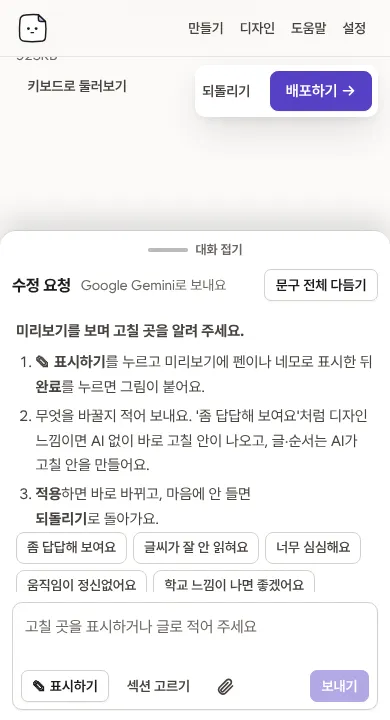 만들기 디자인 도움말 설정
키보드로 둘러보기
되돌리기 배포하기 →
대화 접기
수정 요청 Google Gemini로 보내요 문구 전체 다듬기
미리보기를 보며 고칠 곳을 알려 주세요.
1. ✎ 표시하기를 누르고 미리보기에 펜이나 네모로 표시한 뒤
완료를 누르면 그림이 붙어요.
2. 무엇을 바꿀지 적어 보내요. '좀 답답해 보여요'처럼 디자인
느낌이면 AI 없이 바로 고칠 안이 나오고, 글·순서는 AI가
고칠 안을 만들어요.
3. 적용하면 바로 바뀌고, 마음에 안 들면
되돌리기로 돌아가요.
좀 답답해 보여요 글씨가 잘 안 읽혀요 너무 심심해요
움직임이 정신없어요 학교 느낌이 나면 좋겠어요
고칠 곳을 표시하거나 글로 적어 주세요
✎ 표시하기 섹션 고르기 보내기